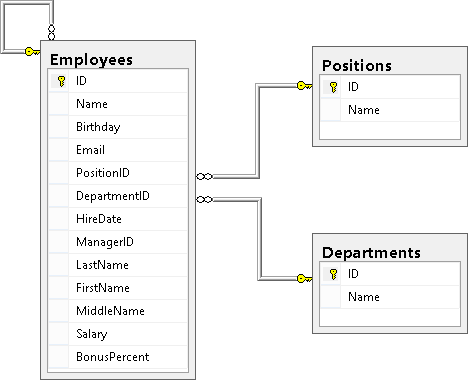 Employees
ID
Name
Birthday
Email
PositionID
DepartmentID
HireDate
ManagerID
LastName
FirstName
MiddleName
Salary
BonusPercent
Positions
ID
Name
Departments
ID
Name